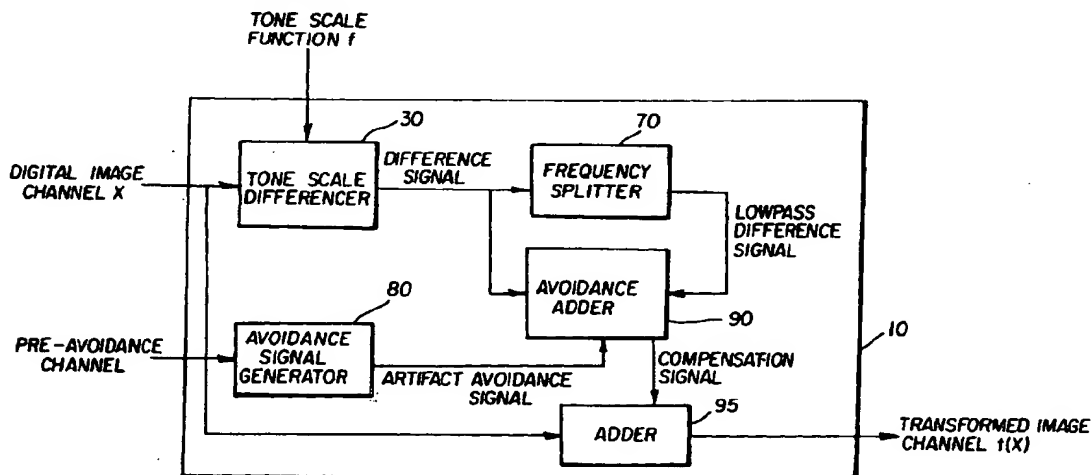 TONE SCALE
FUNCTION f
30
70
DIGITAL IMAGE
CHANNEL X
TONE SCALE
DIFFERENCER
DIFFERENCE
SIGNAL
FREQUENCY
SPLITTER
LOWPASS
DIFFERENCE
SIGNAL
AVOIDANCE
ADDER
90
80
10
PRE-AVOIDANCE
CHANNEL
AVOIDANCE
SIGNAL
GENERATOR
ARTIFACT AVOIDANCE
SIGNAL
COMPENSATION
SIGNAL
95
ADDER
TRANSFORMED IMAGE
CHANNEL t(X)